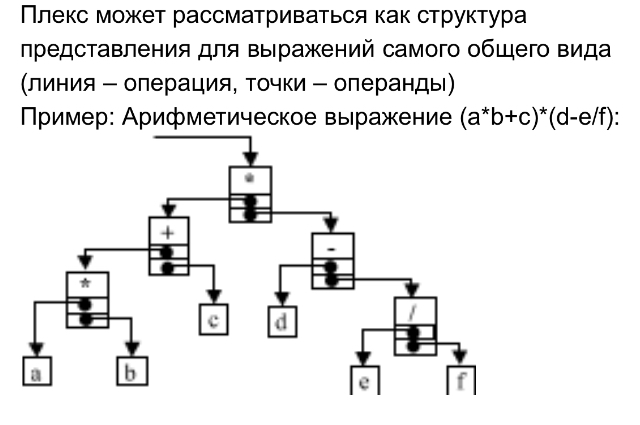 Плекс может рассматриваться как структура
представления для выражений самого общего вида
(линия – операция, точки – операнды)
Пример: Арифметическое выражение (a*b+c)*(d-e/f):
*
+
-
*
c
d
/
a
b
e
f